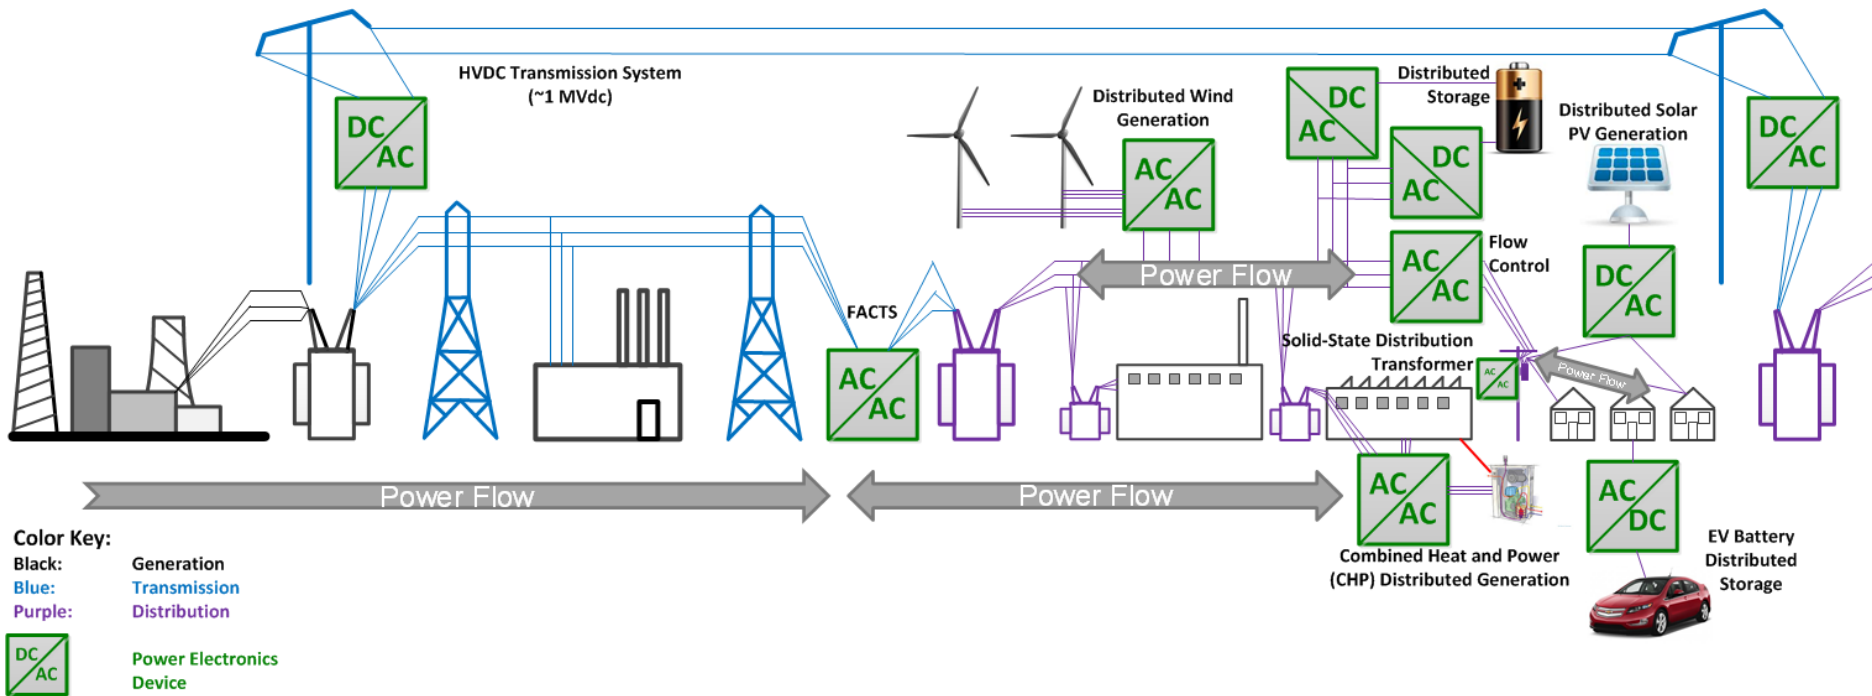 HVDC Transmission System
(~1 MVdc)
DC
AC
Distributed Wind
Generation
AC
AC
DC
AC
Distributed
Storage
DC
AC
Distributed Solar
PV Generation
DC
AC
Power Flow
AC
AC
Flow
Control
DC
AC
FACTS
AC
AC
Solid-State Distribution
Transformer
AC
AC
Power Flow
Power Flow
Power Flow
AC
AC
Combined Heat and Power
(CHP) Distributed Generation
AC
DC
EV Battery
Distributed
Storage
Color Key:
Black: Generation
Blue: Transmission
Purple: Distribution
DC
AC
Power Electronics
Device